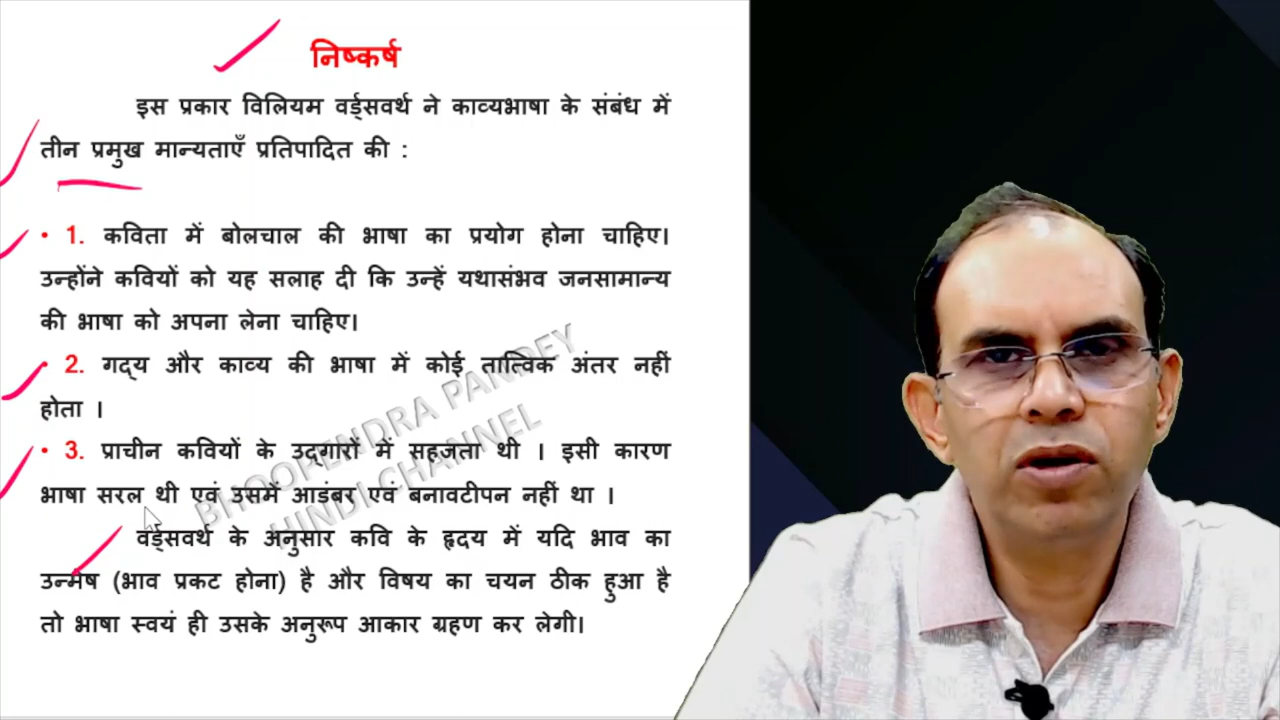 निष्कर्ष
इस प्रकार विलियम वर्ड्सवर्थ ने काव्यभाषा के संबंध में
तीन प्रमुख मान्यताएँ प्रतिपादित की :
• 1. कविता में बोलचाल की भाषा का प्रयोग होना चाहिए।
उन्होंने कवियों को यह सलाह दी कि उन्हें यथासंभव जनसामान्य
की भाषा को अपना लेना चाहिए।
• 2. गद्य और काव्य की भाषा में कोई तात्विक अंतर नहीं
होता ।
• 3. प्राचीन कवियों के उद्गारों में सहजता थी । इसी कारण
भाषा सरल थी एवं उसमें आडंबर एवं बनावटीपन नहीं था ।
वर्ड्सवर्थ के अनुसार कवि के हृदय में यदि भाव का
उन्मेष (भाव प्रकट होना) है और विषय का चयन ठीक हुआ है
तो भाषा स्वयं ही उसके अनुरूप आकार ग्रहण कर लेगी।
BHOOPENDRA PANDEY
HINDI CHANNEL